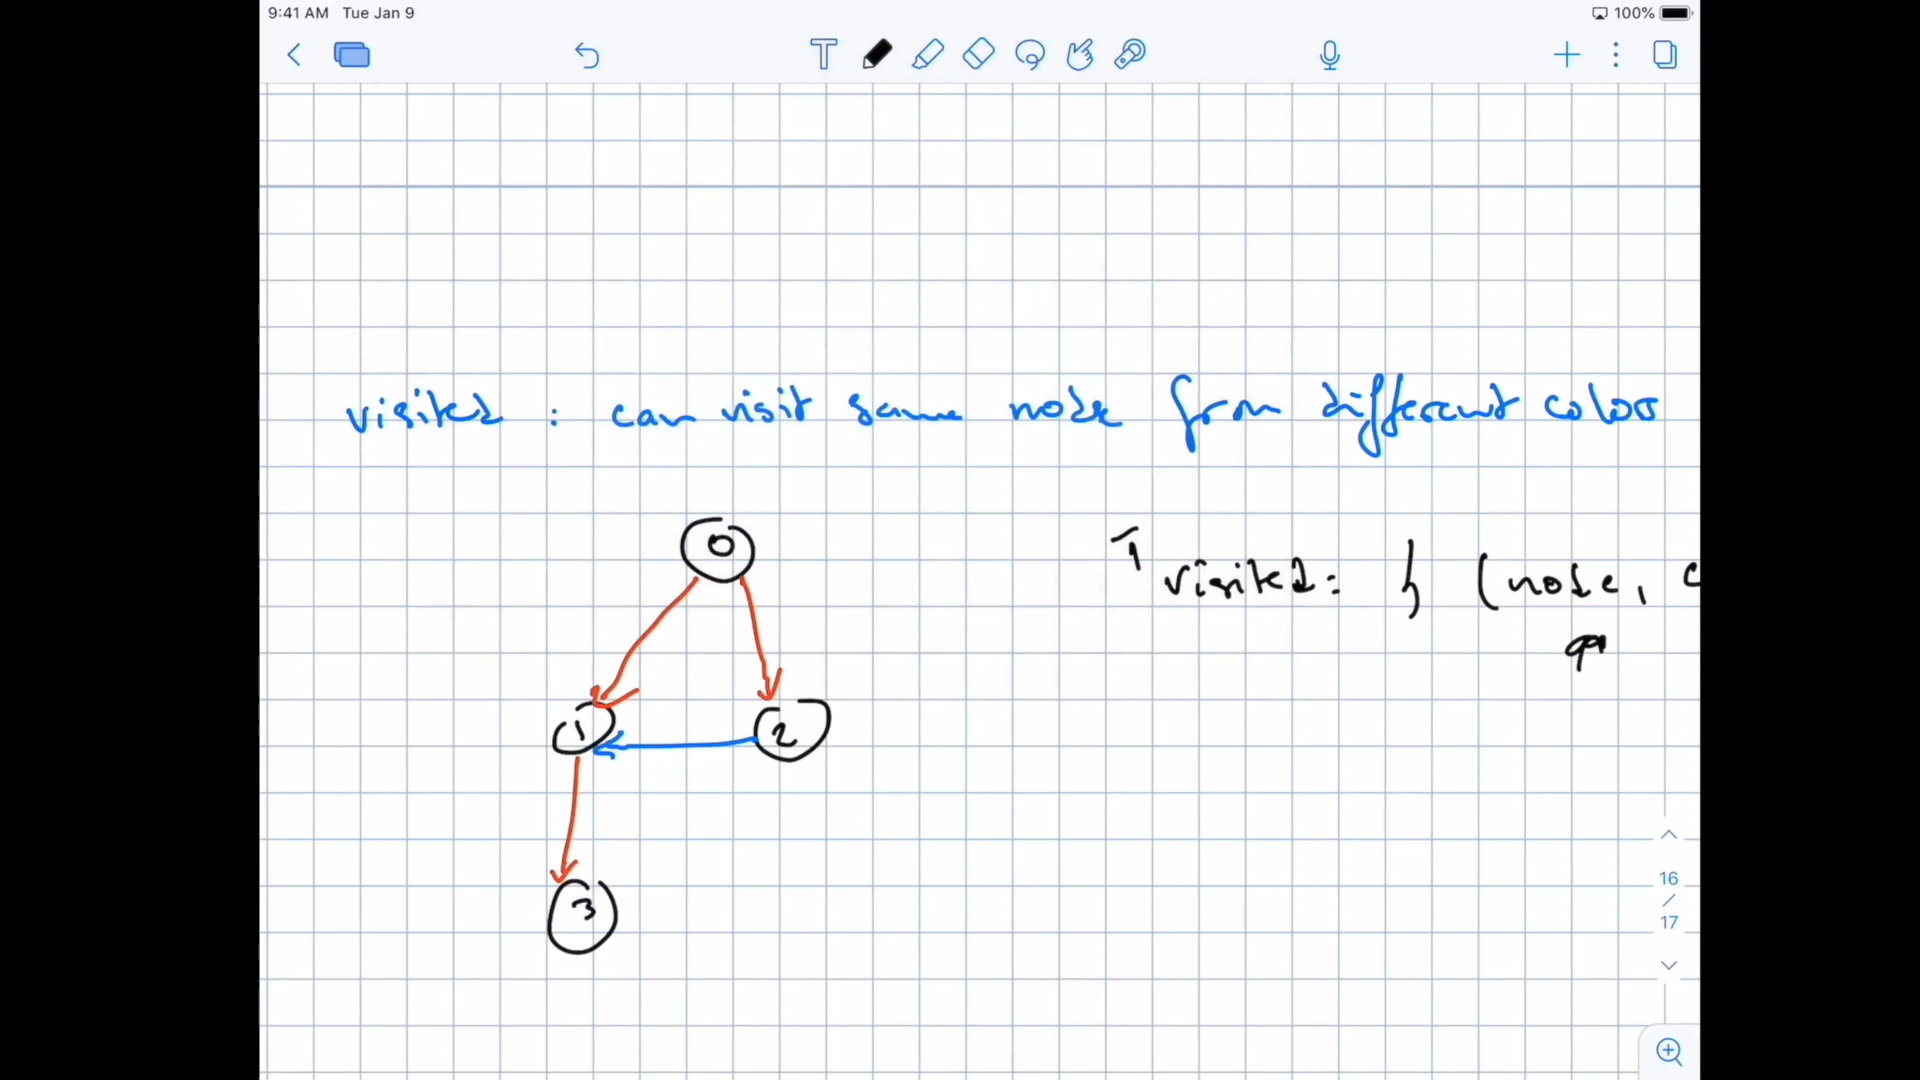 9:41 AM Tue Jan 9
100%
visited : can visit same node from different colors
0
visited: { (node, c
1
2
16
/
17
3